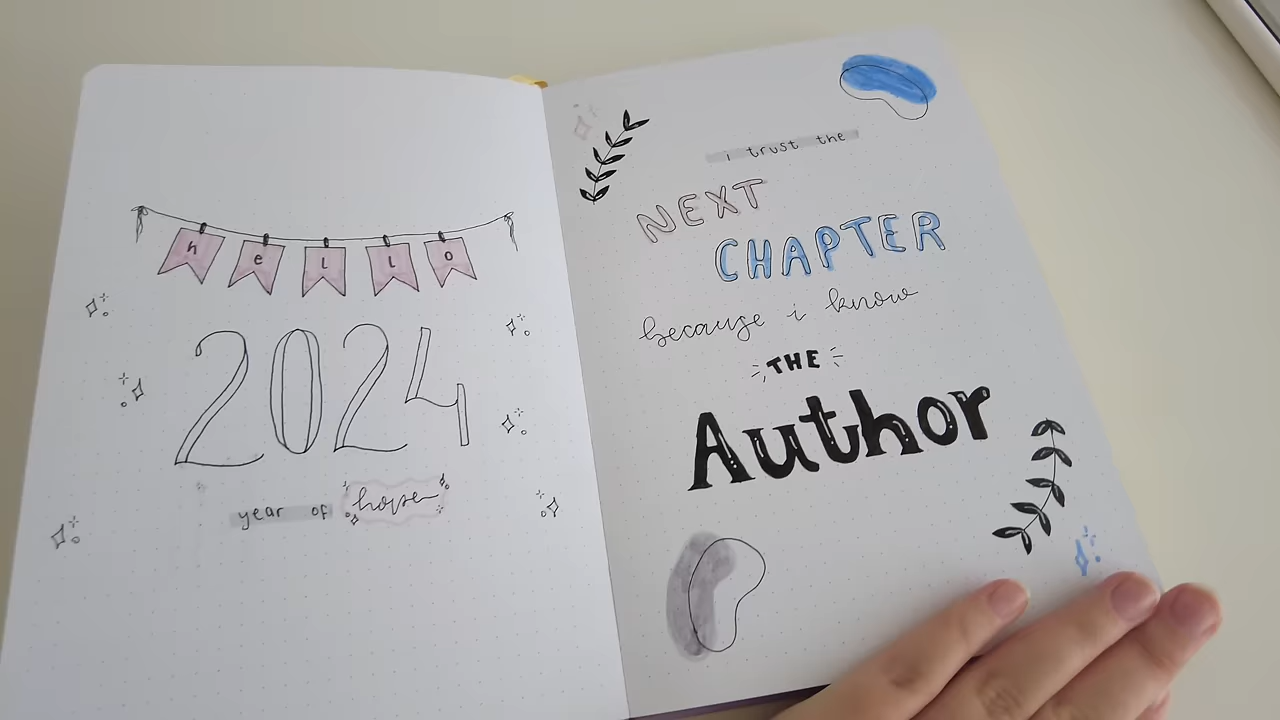 hello
2024
year of hope
i trust the
NEXT
CHAPTER
because i know
THE
Author